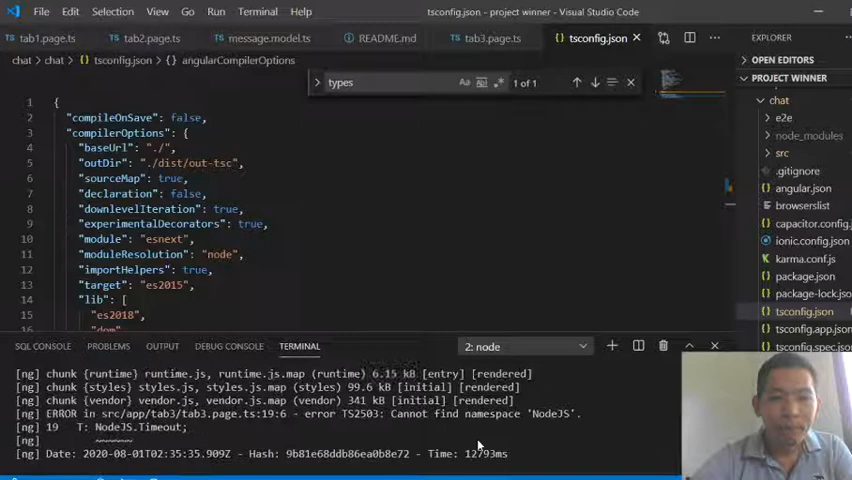 File Edit Selection View Go Run Terminal Help
tsconfig.json - project winner - Visual Studio Code
tab1.page.ts
TS tab2.page.ts
TS message.model.ts
README.md
TS tab3.page.ts
tsconfig.json
EXPLORER
chat > chat > tsconfig.json > {} angularCompilerOptions
types
Aa
1 of 1
OPEN EDITORS
PROJECT WINNER
chat
e2e
node_modules
src
.gitignore
angular.json
browserslist
capacitor.config
ionic.config.js
karma.conf.js
package.json
package-lock.jso
tsconfig.json
tsconfig.app.jso
tsconfig.spec.jso
1 {
2 "compileOnSave": false,
3 "compilerOptions": {
4 "baseUrl": "./",
5 "outDir": "./dist/out-tsc",
6 "sourceMap": true,
7 "declaration": false,
8 "downlevelIteration": true,
9 "experimentalDecorators": true,
10 "module": "esnext",
11 "moduleResolution": "node",
12 "importHelpers": true,
13 "target": "es2015",
14 "lib": [
15 "es2018",
16 "dom"
SQL CONSOLE PROBLEMS OUTPUT DEBUG CONSOLE TERMINAL
2: node
[ng] chunk {runtime} runtime.js, runtime.js.map (runtime) 6.15 kB [entry] [rendered]
[ng] chunk {styles} styles.js, styles.js.map (styles) 99.6 kB [initial] [rendered]
[ng] chunk {vendor} vendor.js, vendor.js.map (vendor) 341 kB [initial] [rendered]
[ng] ERROR in src/app/tab3/tab3.page.ts:19:6 - error TS2503: Cannot find namespace 'NodeJS'.
[ng] 19 T: NodeJS.Timeout;
[ng] ~~~~~~
[ng] Date: 2020-08-01T02:35:35.909Z - Hash: 9b81e68ddb86ea0b8e72 - Time: 12793ms